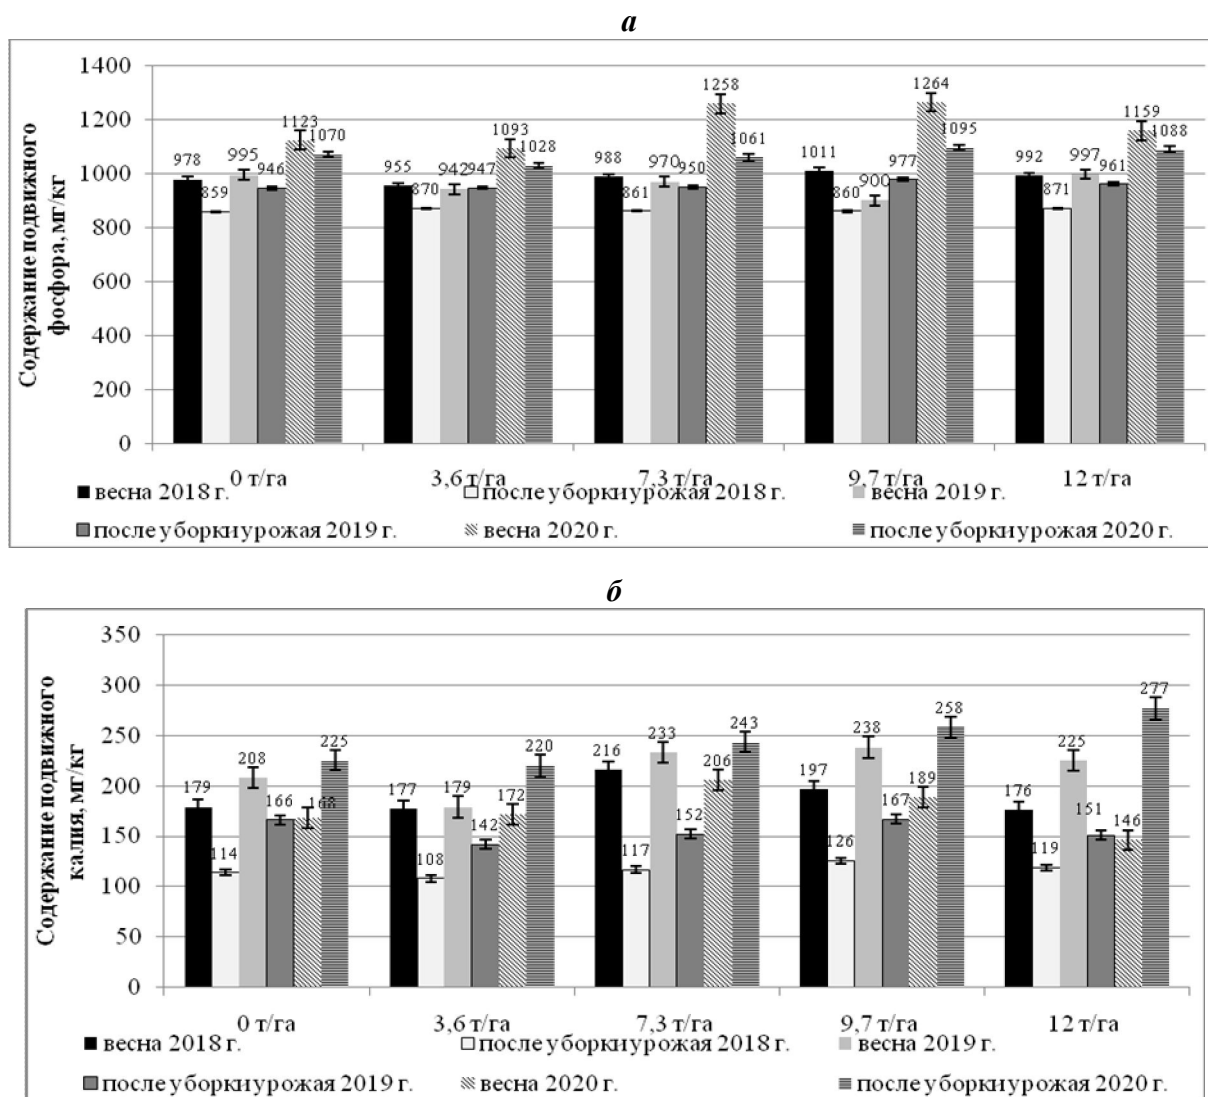 а
Содержание подвижного
фосфора, мг/кг
1400
1200
1000
800
600
400
200
0
978
859
995
946
1123
1070
955
870
942
947
1093
1028
988
861
970
950
1258
1061
1011
860
900
977
1264
1095
992
871
997
961
1159
1088
0 т/га
3,6 т/га
7,3 т/га
9,7 т/га
12 т/га
весна 2018 г.
после уборки урожая 2018 г.
весна 2019 г.
после уборки урожая 2019 г.
весна 2020 г.
после уборки урожая 2020 г.
б
Содержание подвижного
калия, мг/кг
350
300
250
200
150
100
50
0
179
114
208
166
168
225
177
108
179
142
172
220
216
117
233
152
206
243
197
126
238
167
189
258
176
119
225
151
146
277
0 т/га
3,6 т/га
7,3 т/га
9,7 т/га
12 т/га
весна 2018 г.
после уборки урожая 2018 г.
весна 2019 г.
после уборки урожая 2019 г.
весна 2020 г.
после уборки урожая 2020 г.